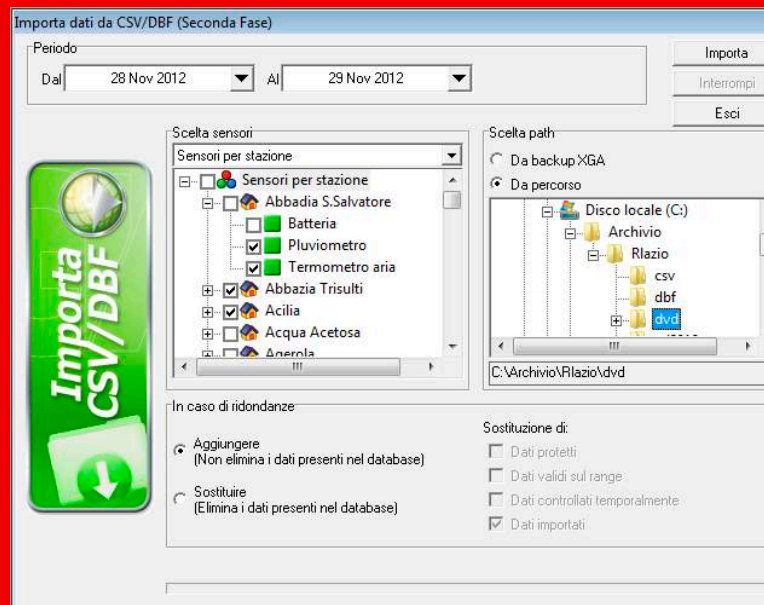 Importa dati da CSV/DBF (Seconda Fase)
Periodo
Dal 28 Nov 2012 Al 29 Nov 2012
Importa
Interrompi
Esci
Importa
CSV/DBF
Scelta sensori
Sensori per stazione
Sensori per stazione
Abbadia S.Salvatore
Batteria
Pluviometro
Termometro aria
Abbazia Trisulti
Acilia
Acqua Acetosa
Agerola
Scelta path
Da backup XGA
Da percorso
Disco locale (C:)
Archivio
Rlazio
csv
dbf
dvd
C:\Archivio\Rlazio\dvd
In caso di ridondanze
Aggiungere
(Non elimina i dati presenti nel database)
Sostituire
(Elimina i dati presenti nel database)
Sostituzione di:
Dati protetti
Dati validi sul range
Dati controllati temporalmente
Dati importati